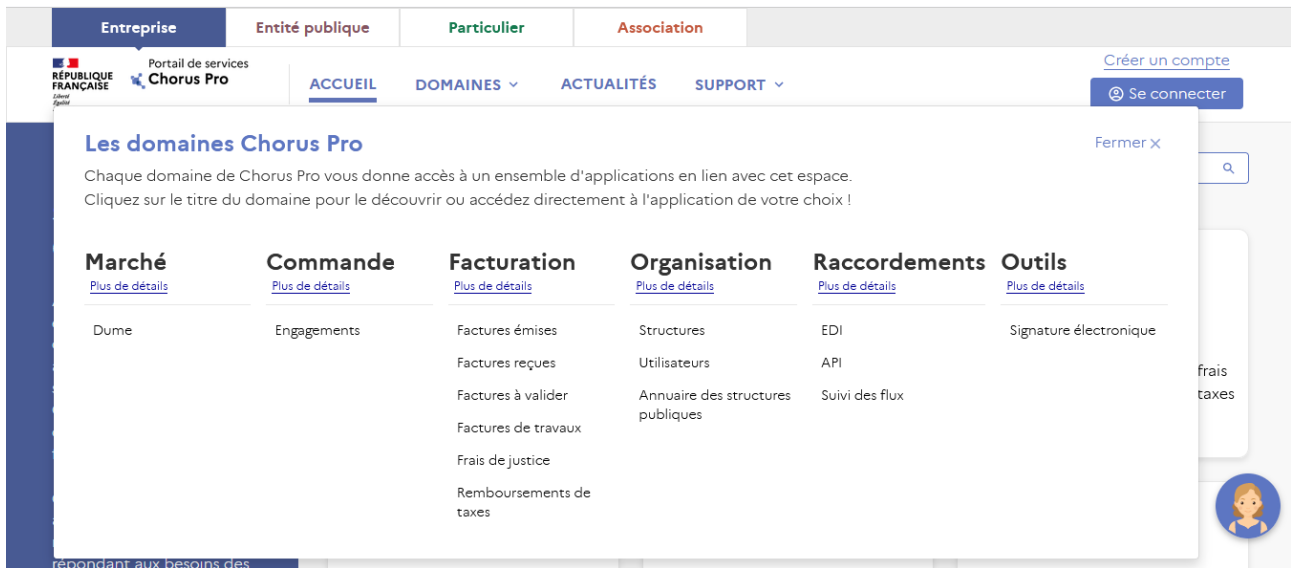 Entreprise
Entité publique
Particulier
Association
RÉPUBLIQUE
FRANÇAISE
Liberté
Égalité
Portail de services
Chorus Pro
ACCUEIL
DOMAINES
ACTUALITÉS
SUPPORT
Créer un compte
Se connecter
Les domaines Chorus Pro
Fermer
Chaque domaine de Chorus Pro vous donne accès à un ensemble d'applications en lien avec cet espace.
Cliquez sur le titre du domaine pour le découvrir ou accédez directement à l'application de votre choix !
Marché
Plus de détails
Dume
Commande
Plus de détails
Engagements
Facturation
Plus de détails
Factures émises
Factures reçues
Factures à valider
Factures de travaux
Frais de justice
Remboursements de
taxes
Organisation
Plus de détails
Structures
Utilisateurs
Annuaire des structures
publiques
Raccordements
Plus de détails
EDI
API
Suivi des flux
Outils
Plus de détails
Signature électronique
frais
taxes
répondant aux besoins des